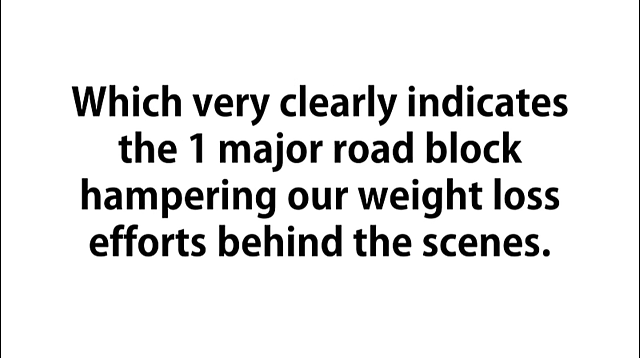 Which very clearly indicates
the 1 major road block
hampering our weight loss
efforts behind the scenes.